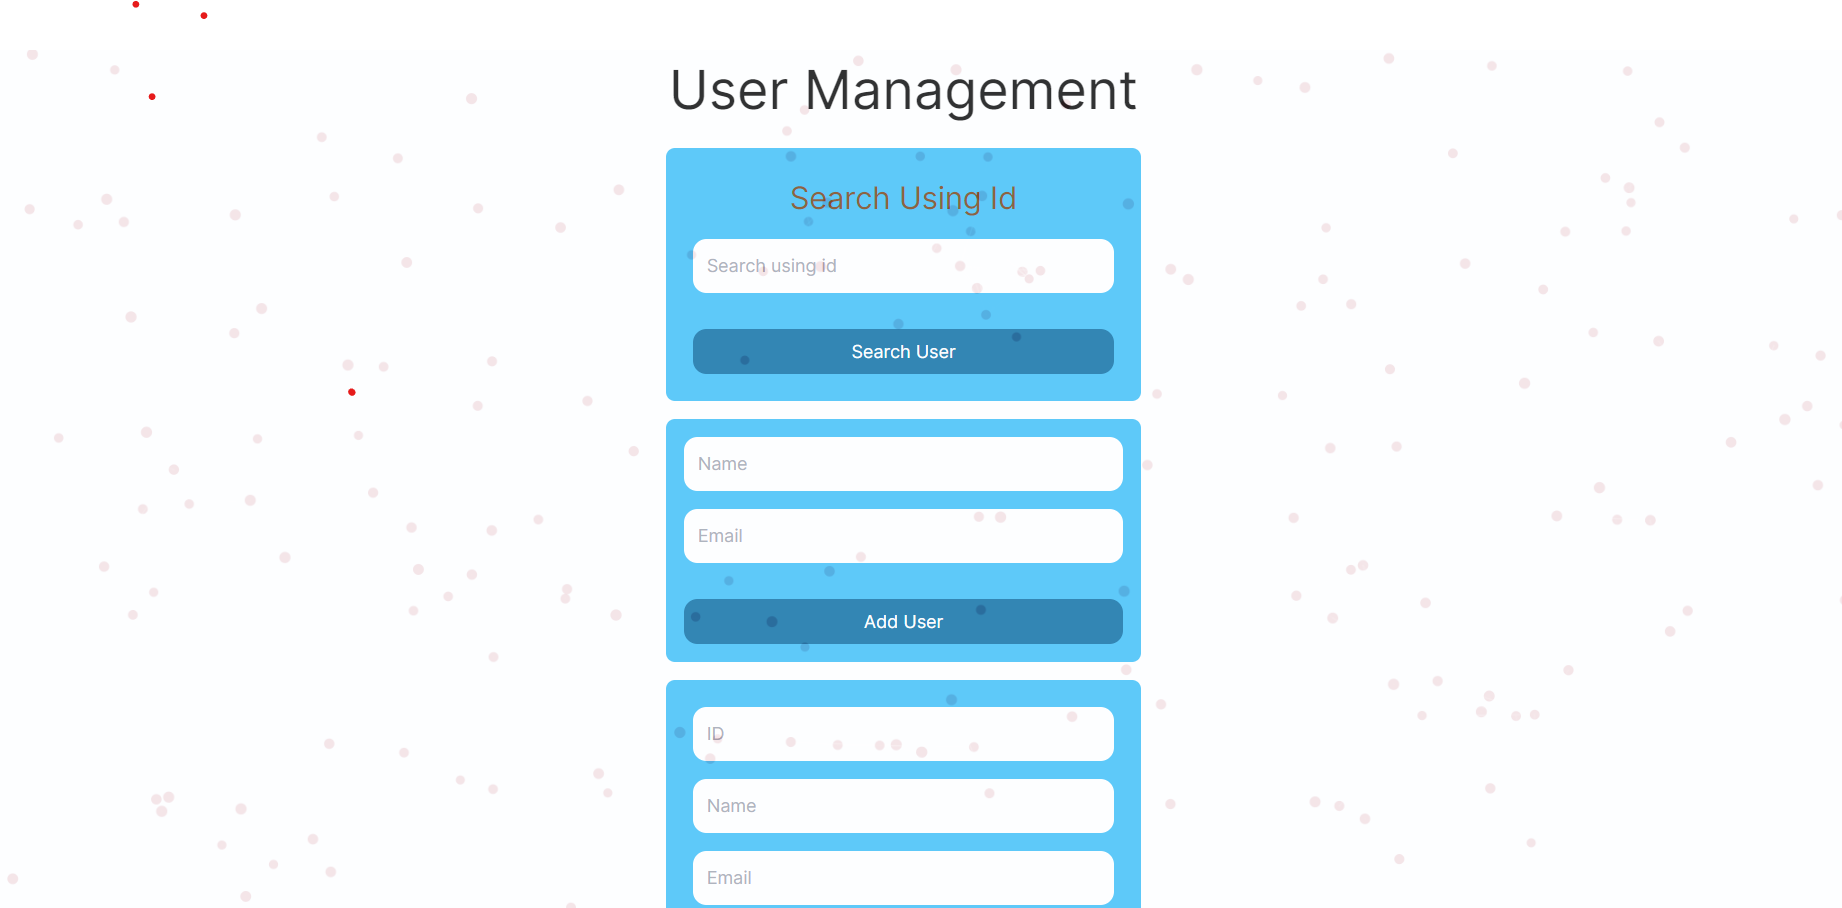 User Management
Search Using Id
Search using id
Search User
Name
Email
Add User
ID
Name
Email